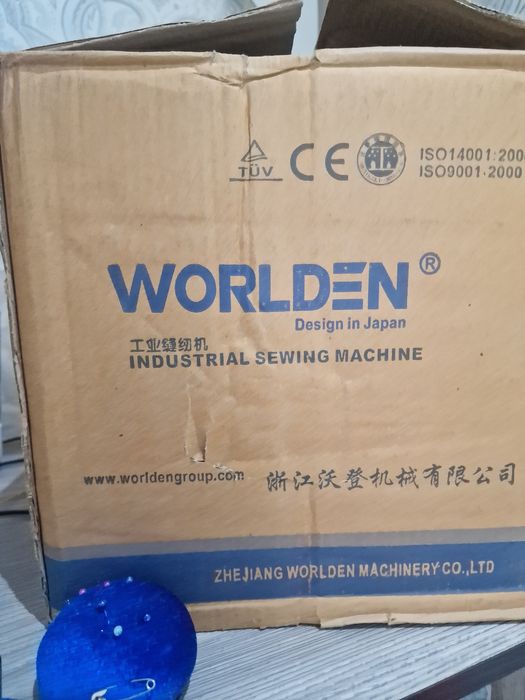 TÜV CE
ISO14001:200
ISO9001:2000
WORLDEN®
Design in Japan
工业缝纫机
INDUSTRIAL SEWING MACHINE
www.worldengroup.com 浙江沃登机械有限公司
ZHEJIANG WORLDEN MACHINERY CO.,LTD